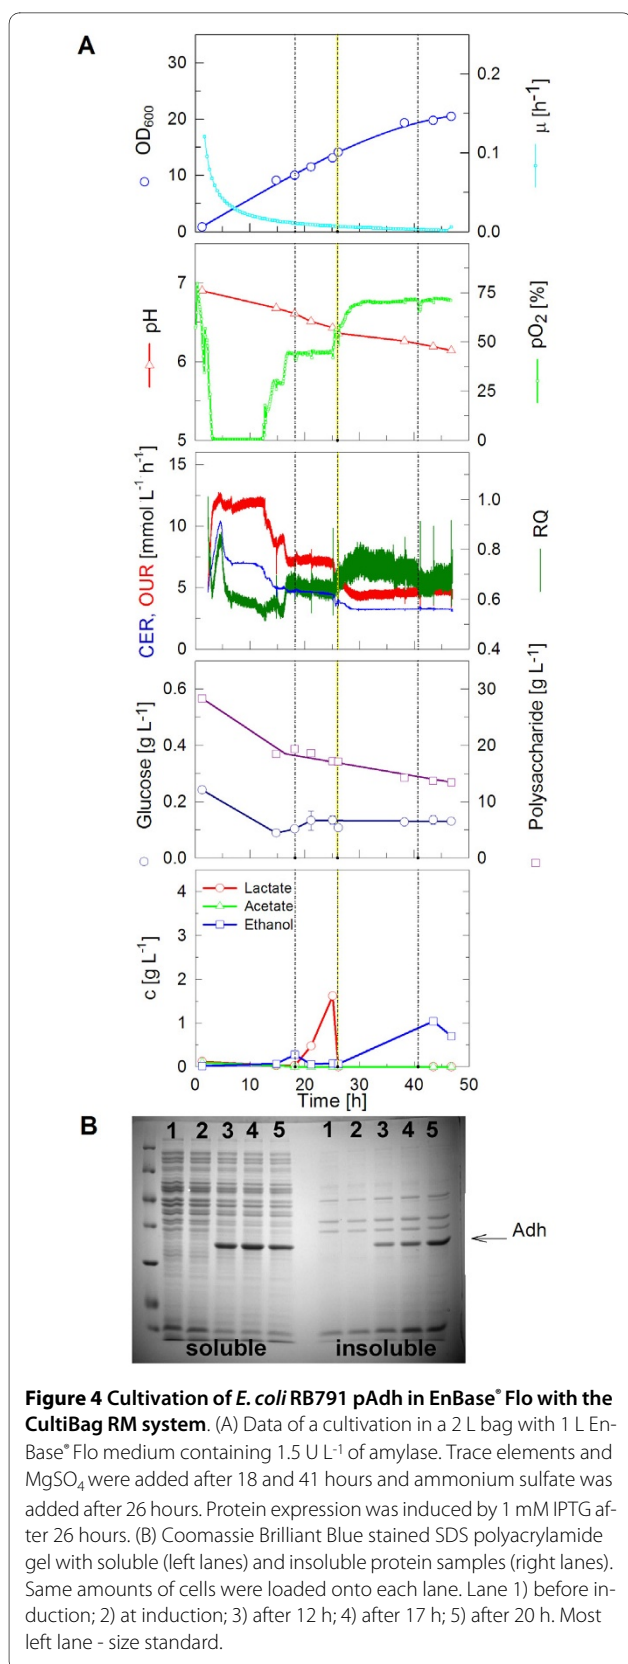 A
35
30
20
10
0
OD600
0.2
0.1
0.0
μ [h-1]
7
6
5
pH
75
50
25
0
pO2 [%]
15
10
5
0
CER, OUR [mmol L-1 h-1]
1.0
0.8
0.6
0.4
RQ
0.6
0.4
0.2
0.0
Glucose [g L-1]
30
20
10
0
Polysaccharide [g L-1]
Lactate
Acetate
Ethanol
4
3
2
1
0
c [g L-1]
0 10 20 30 40 50
Time [h]
B
1 2 3 4 5 1 2 3 4 5
Adh
soluble insoluble
Figure 4 Cultivation of E. coli RB791 pAdh in EnBase® Flo with the
CultiBag RM system. (A) Data of a cultivation in a 2 L bag with 1 L En-
Base® Flo medium containing 1.5 U L-1 of amylase. Trace elements and
MgSO4 were added after 18 and 41 hours and ammonium sulfate was
added after 26 hours. Protein expression was induced by 1 mM IPTG af-
ter 26 hours. (B) Coomassie Brilliant Blue stained SDS polyacrylamide
gel with soluble (left lanes) and insoluble protein samples (right lanes).
Same amounts of cells were loaded onto each lane. Lane 1) before in-
duction; 2) at induction; 3) after 12 h; 4) after 17 h; 5) after 20 h. Most
left lane - size standard.